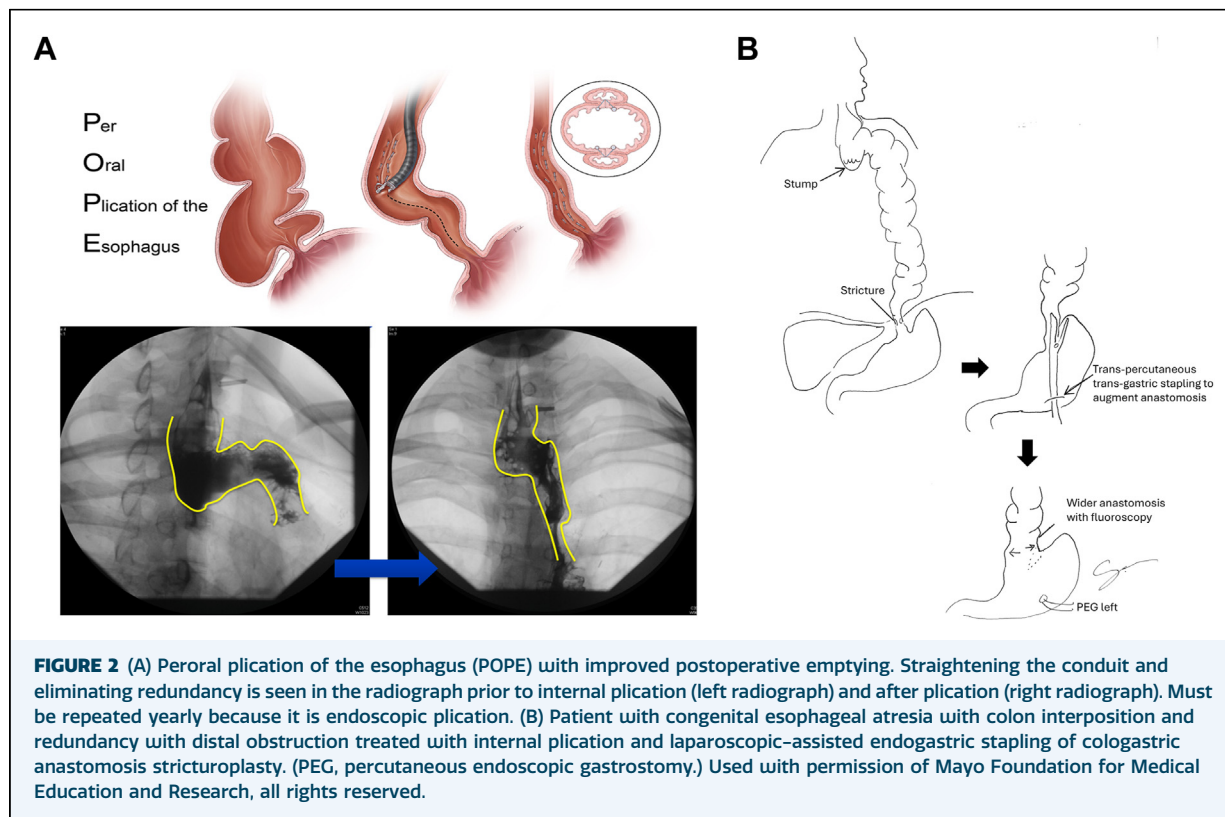 A
Per
Oral
Plication of the
Esophagus
B
Stump
Stricture
Trans-percutaneous
trans-gastric stapling to
augment anastomosis
Wider anastomosis
with fluoroscopy
PEG left
FIGURE 2 (A) Peroral plication of the esophagus (POPE) with improved postoperative emptying. Straightening the conduit and
eliminating redundancy is seen in the radiograph prior to internal plication (left radiograph) and after plication (right radiograph). Must
be repeated yearly because it is endoscopic plication. (B) Patient with congenital esophageal atresia with colon interposition and
redundancy with distal obstruction treated with internal plication and laparoscopic-assisted endogastric stapling of cologastric
anastomosis stricturoplasty. (PEG, percutaneous endoscopic gastrostomy.) Used with permission of Mayo Foundation for Medical
Education and Research, all rights reserved.